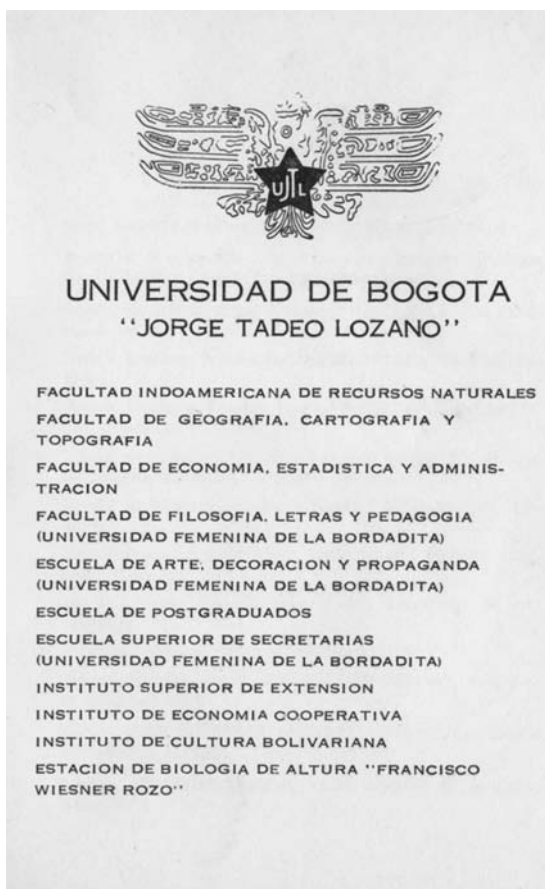 UJTL
UNIVERSIDAD DE BOGOTA
''JORGE TADEO LOZANO''
FACULTAD INDOAMERICANA DE RECURSOS NATURALES
FACULTAD DE GEOGRAFIA, CARTOGRAFIA Y
TOPOGRAFIA
FACULTAD DE ECONOMIA, ESTADISTICA Y ADMINIS-
TRACION
FACULTAD DE FILOSOFIA, LETRAS Y PEDAGOGIA
(UNIVERSIDAD FEMENINA DE LA BORDADITA)
ESCUELA DE ARTE, DECORACION Y PROPAGANDA
(UNIVERSIDAD FEMENINA DE LA BORDADITA)
ESCUELA DE POSTGRADUADOS
ESCUELA SUPERIOR DE SECRETARIAS
(UNIVERSIDAD FEMENINA DE LA BORDADITA)
INSTITUTO SUPERIOR DE EXTENSION
INSTITUTO DE ECONOMIA COOPERATIVA
INSTITUTO DE CULTURA BOLIVARIANA
ESTACION DE BIOLOGIA DE ALTURA ''FRANCISCO
WIESNER ROZO''